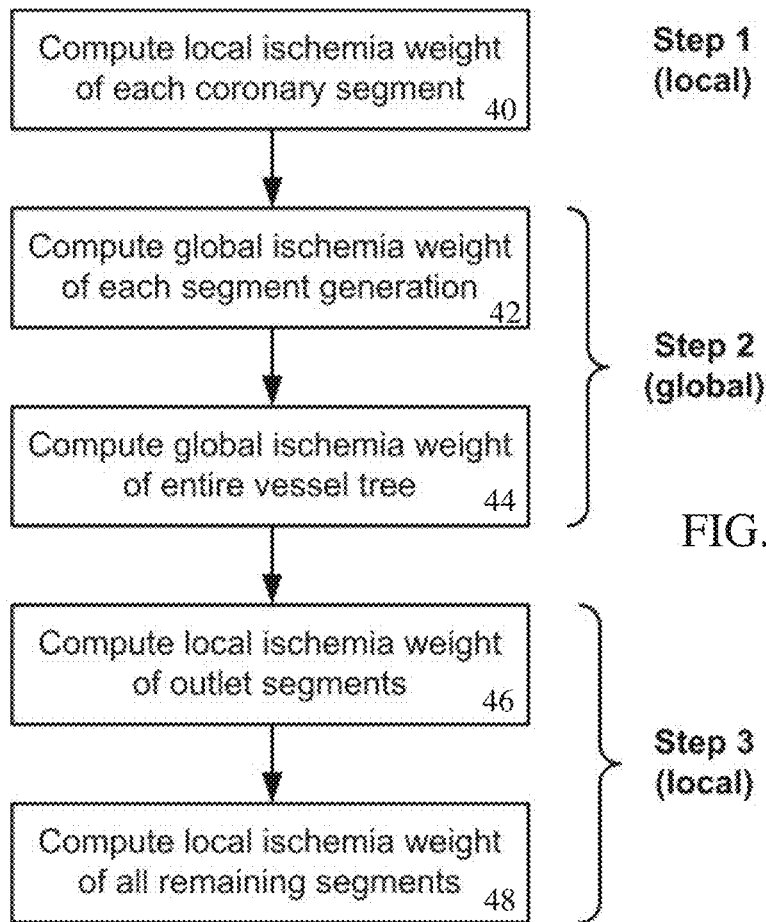 Compute local ischemia weight
of each coronary segment
40
Step 1
(local)
Compute global ischemia weight
of each segment generation
42
Compute global ischemia weight
of entire vessel tree
44
Step 2
(global)
FIG.
Compute local ischemia weight
of outlet segments
46
Compute local ischemia weight
of all remaining segments
48
Step 3
(local)